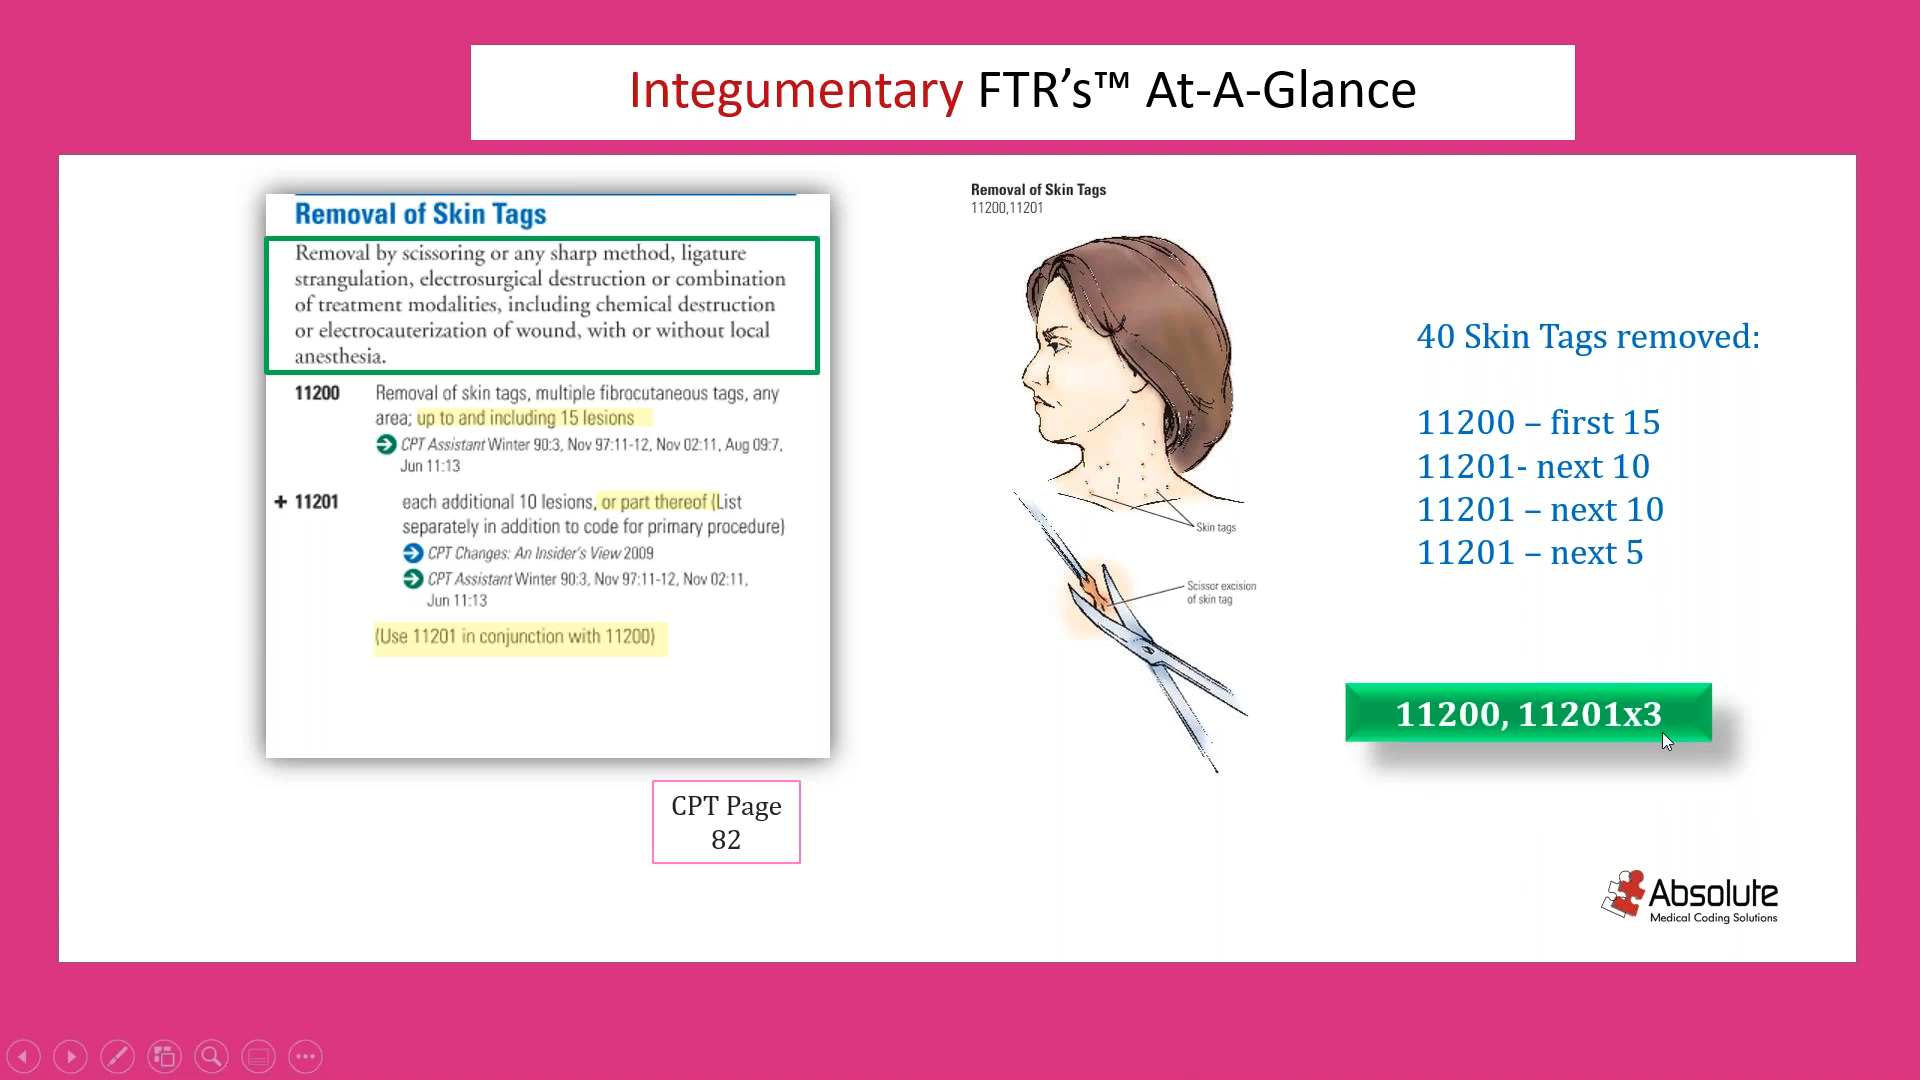 Integumentary FTR’s™ At-A-Glance
Removal of Skin Tags
Removal by scissoring or any sharp method, ligature
strangulation, electrosurgical destruction or combination
of treatment modalities, including chemical destruction
or electrocauterization of wound, with or without local
anesthesia.
11200 Removal of skin tags, multiple fibrocutaneous tags, any
area; up to and including 15 lesions
CPT Assistant Winter 90:3, Nov 97:11-12, Nov 02:11, Aug 09:7,
Jun 11:13
+ 11201 each additional 10 lesions, or part thereof (List
separately in addition to code for primary procedure)
CPT Changes: An Insider's View 2009
CPT Assistant Winter 90:3, Nov 97:11-12, Nov 02:11,
Jun 11:13
(Use 11201 in conjunction with 11200)
CPT Page
82
Removal of Skin Tags
11200,11201
Skin tags
Scissor excision
of skin tag
40 Skin Tags removed:
11200 – first 15
11201- next 10
11201 – next 10
11201 – next 5
11200, 11201x3
Absolute
Medical Coding Solutions